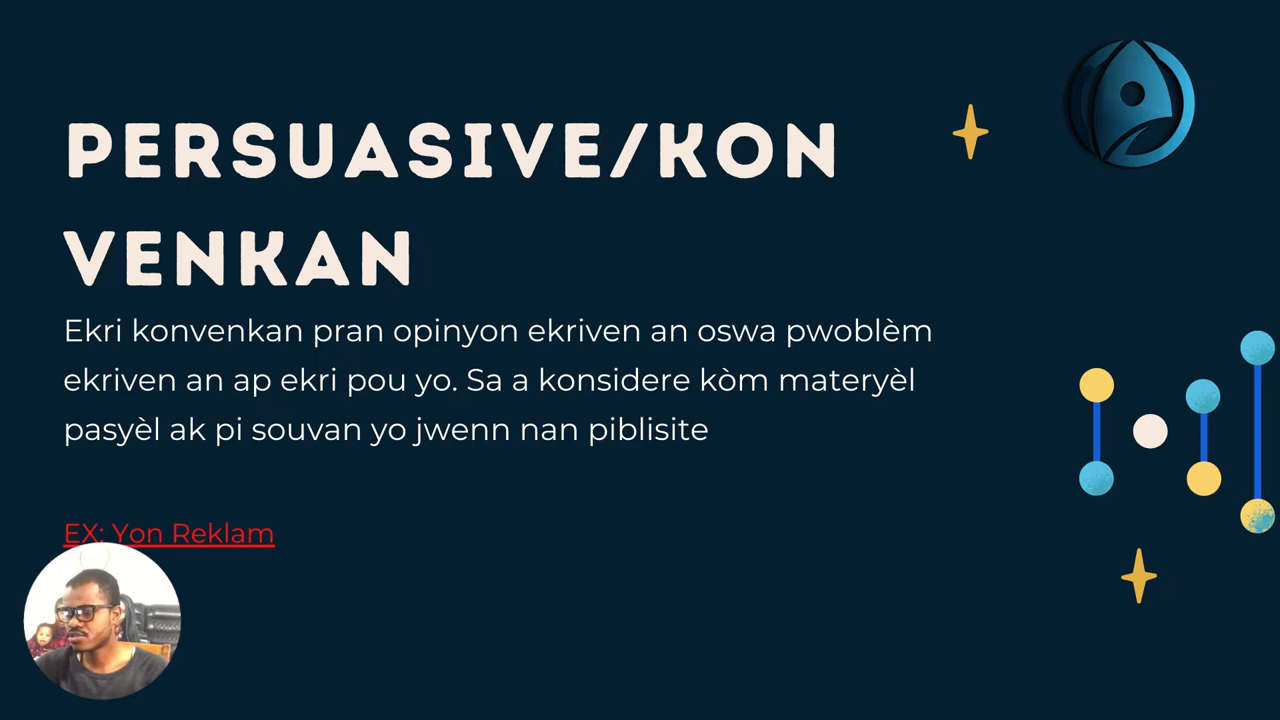 PERSUASIVE/KON
VENKAN
Ekri konvenkan pran opinyon ekriven an oswa pwoblèm
ekriven an ap ekri pou yo. Sa a konsidere kòm materyèl
pasyèl ak pi souvan yo jwenn nan piblisite
EX: Yon Reklam